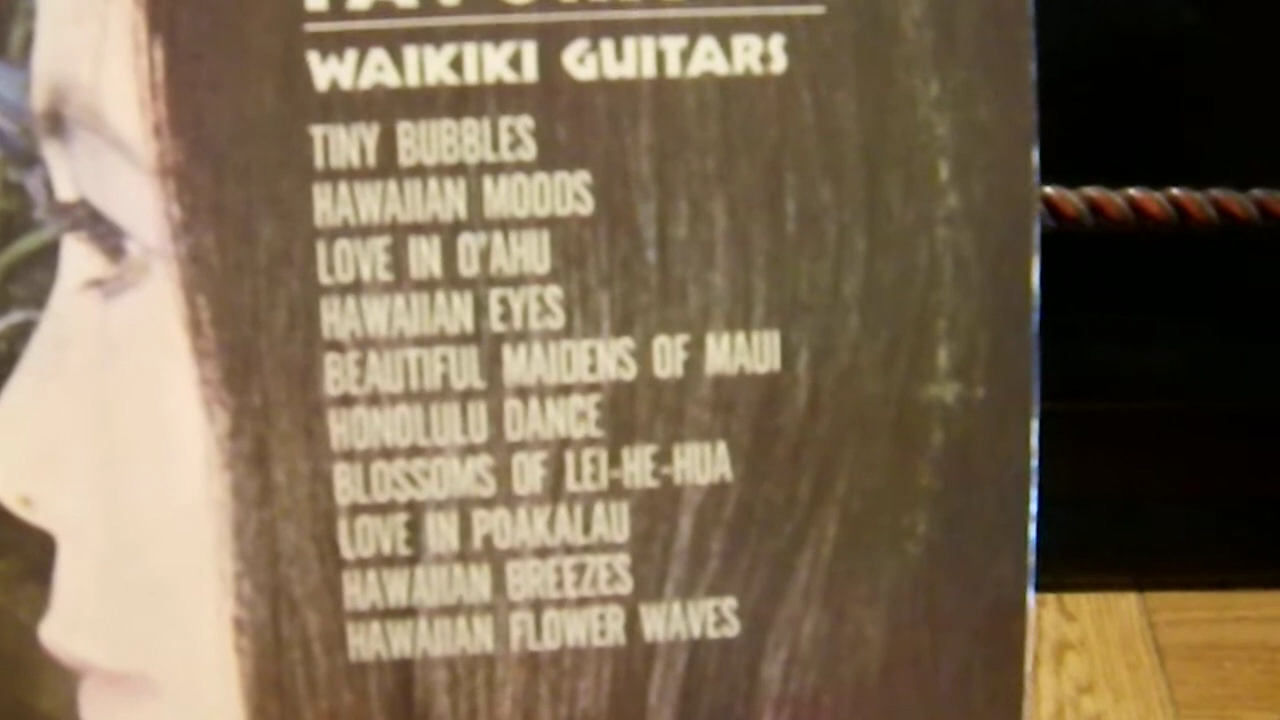 WAIKIKI GUITARS
TINY BUBBLES
HAWAIIAN MOODS
LOVE IN O'AHU
HAWAIIAN EYES
BEAUTIFUL MAIDENS OF MAUI
HONOLULU DANCE
BLOSSOMS OF LEI-HE-HUA
LOVE IN POAKALAU
HAWAIIAN BREEZES
HAWAIIAN FLOWER WAVES